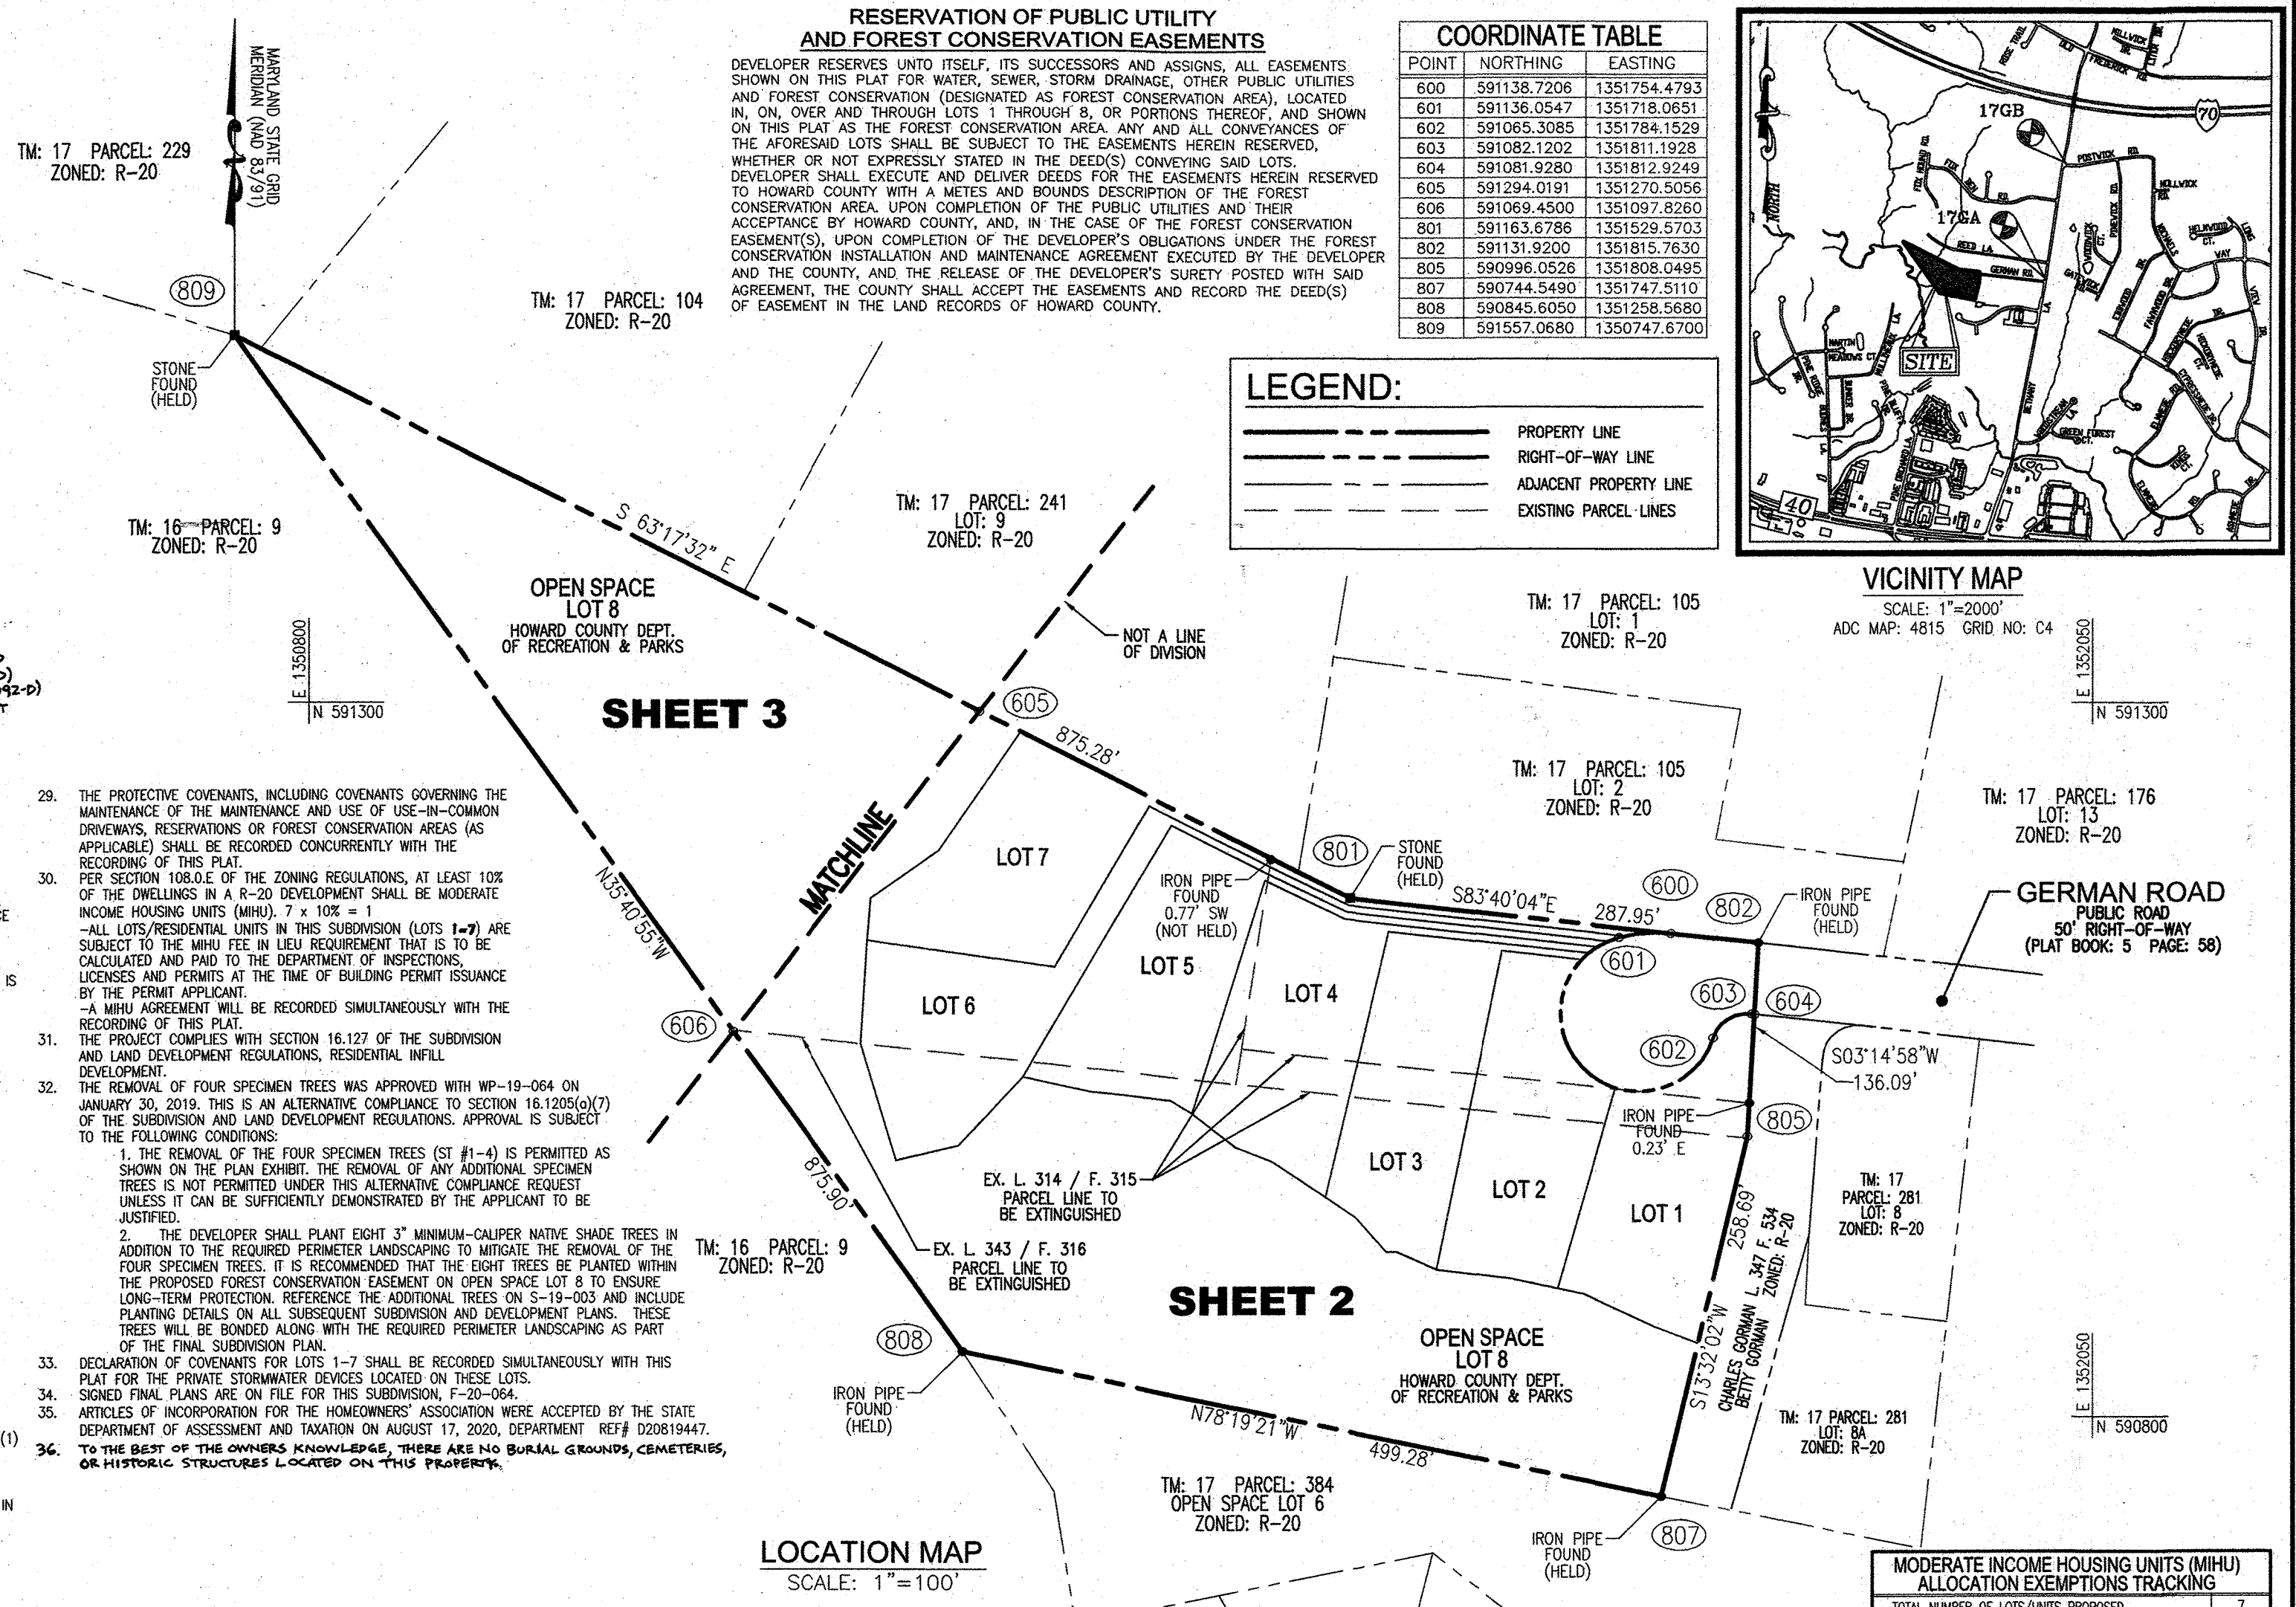 RESERVATION OF PUBLIC UTILITY
AND FOREST CONSERVATION EASEMENTS
DEVELOPER RESERVES UNTO ITSELF, ITS SUCCESSORS AND ASSIGNS, ALL EASEMENTS
SHOWN ON THIS PLAT FOR WATER, SEWER, STORM DRAINAGE, OTHER PUBLIC UTILITIES
AND FOREST CONSERVATION (DESIGNATED AS FOREST CONSERVATION AREA), LOCATED
IN, ON, OVER AND THROUGH LOTS 1 THROUGH 8, OR PORTIONS THEREOF, AND SHOWN
ON THIS PLAT AS THE FOREST CONSERVATION AREA. ANY AND ALL CONVEYANCES OF
THE AFORESAID LOTS SHALL BE SUBJECT TO THE EASEMENTS HEREIN RESERVED,
WHETHER OR NOT EXPRESSLY STATED IN THE DEED(S) CONVEYING SAID LOTS.
DEVELOPER SHALL EXECUTE AND DELIVER DEEDS FOR THE EASEMENTS HEREIN RESERVED
TO HOWARD COUNTY WITH A METES AND BOUNDS DESCRIPTION OF THE FOREST
CONSERVATION AREA. UPON COMPLETION OF THE PUBLIC UTILITIES AND THEIR
ACCEPTANCE BY HOWARD COUNTY, AND, IN THE CASE OF THE FOREST CONSERVATION
EASEMENT(S), UPON COMPLETION OF THE DEVELOPER'S OBLIGATIONS UNDER THE FOREST
CONSERVATION INSTALLATION AND MAINTENANCE AGREEMENT EXECUTED BY THE DEVELOPER
AND THE COUNTY, AND THE RELEASE OF THE DEVELOPER'S SURETY POSTED WITH SAID
AGREEMENT, THE COUNTY SHALL ACCEPT THE EASEMENTS AND RECORD THE DEED(S)
OF EASEMENT IN THE LAND RECORDS OF HOWARD COUNTY.
COORDINATE TABLE
POINT NORTHING EASTING
600 591138.7206 1351754.4793
601 591136.0547 1351718.0651
602 591065.3085 1351784.1529
603 591082.1202 1351811.1928
604 591081.9280 1351812.9249
605 591294.0191 1351270.5056
606 591069.4500 1351097.8260
801 591163.6786 1351529.5703
802 591131.9200 1351815.7630
805 590996.0526 1351808.0495
807 590744.5490 1351747.5110
808 590845.6050 1351258.5680
809 591557.0680 1350747.6700
LEGEND:
PROPERTY LINE
RIGHT-OF-WAY LINE
ADJACENT PROPERTY LINE
EXISTING PARCEL LINES
17GB
70
17GA
FOX HOUND RD.
FOX DEN RD.
POSTWICK RD.
REED LA.
GERMAN RD.
NORTH
SITE
BETHANY LA.
PINE ORCHARD LA.
GREEN FOREST CT.
40
VICINITY MAP
SCALE: 1"=2000'
ADC MAP: 4815 GRID NO: C4
MARYLAND STATE GRID
MERIDIAN (NAD 83/91)
TM: 17 PARCEL: 229
ZONED: R-20
809
STONE
FOUND
(HELD)
TM: 17 PARCEL: 104
ZONED: R-20
TM: 16 PARCEL: 9
ZONED: R-20
S 63°17'32" E
TM: 17 PARCEL: 241
LOT: 9
ZONED: R-20
OPEN SPACE
LOT 8
HOWARD COUNTY DEPT.
OF RECREATION & PARKS
NOT A LINE
OF DIVISION
E 1350800
N 591300
SHEET 3
605
875.28'
TM: 17 PARCEL: 105
LOT: 1
ZONED: R-20
E 1352050
N 591300
TM: 17 PARCEL: 105
LOT: 2
ZONED: R-20
TM: 17 PARCEL: 176
LOT: 13
ZONED: R-20
MATCHLINE
LOT 7
801
STONE
FOUND
(HELD)
IRON PIPE
FOUND
0.77' SW
(NOT HELD)
S83°40'04"E
287.95'
600
802
IRON PIPE
FOUND
(HELD)
GERMAN ROAD
PUBLIC ROAD
50' RIGHT-OF-WAY
(PLAT BOOK: 5 PAGE: 58)
N35°40'55"W
LOT 6
LOT 5
LOT 4
601
603
604
602
606
S03°14'58"W
136.09'
IRON PIPE
FOUND
0.23' E
805
875.90'
EX. L. 314 / F. 315
PARCEL LINE TO
BE EXTINGUISHED
EX. L. 343 / F. 316
PARCEL LINE TO
BE EXTINGUISHED
LOT 3
LOT 2
LOT 1
258.69'
S13°32'02"W
CHARLES GORMAN L. 347 F. 534
BETTY GORMAN ZONED: R-20
TM: 17
PARCEL: 281
LOT: 8
ZONED: R-20
TM: 16 PARCEL: 9
ZONED: R-20
SHEET 2
808
IRON PIPE
FOUND
(HELD)
OPEN SPACE
LOT 8
HOWARD COUNTY DEPT.
OF RECREATION & PARKS
N78°19'21"W
499.28'
TM: 17 PARCEL: 281
LOT: 8A
ZONED: R-20
E 1352050
N 590800
TM: 17 PARCEL: 384
OPEN SPACE LOT 6
ZONED: R-20
IRON PIPE
FOUND
(HELD)
807
LOCATION MAP
SCALE: 1"=100'
92-D)
IS
(1)
IN
29. THE PROTECTIVE COVENANTS, INCLUDING COVENANTS GOVERNING THE
MAINTENANCE OF THE MAINTENANCE AND USE OF USE-IN-COMMON
DRIVEWAYS, RESERVATIONS OR FOREST CONSERVATION AREAS (AS
APPLICABLE) SHALL BE RECORDED CONCURRENTLY WITH THE
RECORDING OF THIS PLAT.
30. PER SECTION 108.0.E OF THE ZONING REGULATIONS, AT LEAST 10%
OF THE DWELLINGS IN A R-20 DEVELOPMENT SHALL BE MODERATE
INCOME HOUSING UNITS (MIHU). 7 x 10% = 1
-ALL LOTS/RESIDENTIAL UNITS IN THIS SUBDIVISION (LOTS 1-7) ARE
SUBJECT TO THE MIHU FEE IN LIEU REQUIREMENT THAT IS TO BE
CALCULATED AND PAID TO THE DEPARTMENT OF INSPECTIONS,
LICENSES AND PERMITS AT THE TIME OF BUILDING PERMIT ISSUANCE
BY THE PERMIT APPLICANT.
-A MIHU AGREEMENT WILL BE RECORDED SIMULTANEOUSLY WITH THE
RECORDING OF THIS PLAT.
31. THE PROJECT COMPLIES WITH SECTION 16.127 OF THE SUBDIVISION
AND LAND DEVELOPMENT REGULATIONS, RESIDENTIAL INFILL
DEVELOPMENT.
32. THE REMOVAL OF FOUR SPECIMEN TREES WAS APPROVED WITH WP-19-064 ON
JANUARY 30, 2019. THIS IS AN ALTERNATIVE COMPLIANCE TO SECTION 16.1205(a)(7)
OF THE SUBDIVISION AND LAND DEVELOPMENT REGULATIONS. APPROVAL IS SUBJECT
TO THE FOLLOWING CONDITIONS:
1. THE REMOVAL OF THE FOUR SPECIMEN TREES (ST #1-4) IS PERMITTED AS
SHOWN ON THE PLAN EXHIBIT. THE REMOVAL OF ANY ADDITIONAL SPECIMEN
TREES IS NOT PERMITTED UNDER THIS ALTERNATIVE COMPLIANCE REQUEST
UNLESS IT CAN BE SUFFICIENTLY DEMONSTRATED BY THE APPLICANT TO BE
JUSTIFIED.
2. THE DEVELOPER SHALL PLANT EIGHT 3" MINIMUM-CALIPER NATIVE SHADE TREES IN
ADDITION TO THE REQUIRED PERIMETER LANDSCAPING TO MITIGATE THE REMOVAL OF THE
FOUR SPECIMEN TREES. IT IS RECOMMENDED THAT THE EIGHT TREES BE PLANTED WITHIN
THE PROPOSED FOREST CONSERVATION EASEMENT ON OPEN SPACE LOT 8 TO ENSURE
LONG-TERM PROTECTION. REFERENCE THE ADDITIONAL TREES ON S-19-003 AND INCLUDE
PLANTING DETAILS ON ALL SUBSEQUENT SUBDIVISION AND DEVELOPMENT PLANS. THESE
TREES WILL BE BONDED ALONG WITH THE REQUIRED PERIMETER LANDSCAPING AS PART
OF THE FINAL SUBDIVISION PLAN.
33. DECLARATION OF COVENANTS FOR LOTS 1-7 SHALL BE RECORDED SIMULTANEOUSLY WITH THIS
PLAT FOR THE PRIVATE STORMWATER DEVICES LOCATED ON THESE LOTS.
34. SIGNED FINAL PLANS ARE ON FILE FOR THIS SUBDIVISION, F-20-064.
35. ARTICLES OF INCORPORATION FOR THE HOMEOWNERS' ASSOCIATION WERE ACCEPTED BY THE STATE
DEPARTMENT OF ASSESSMENT AND TAXATION ON AUGUST 17, 2020, DEPARTMENT REF# D20819447.
36. TO THE BEST OF THE OWNERS KNOWLEDGE, THERE ARE NO BURIAL GROUNDS, CEMETERIES,
OR HISTORIC STRUCTURES LOCATED ON THIS PROPERTY.
MODERATE INCOME HOUSING UNITS (MIHU)
ALLOCATION EXEMPTIONS TRACKING
TOTAL NUMBER OF LOTS/UNITS PROPOSED 7